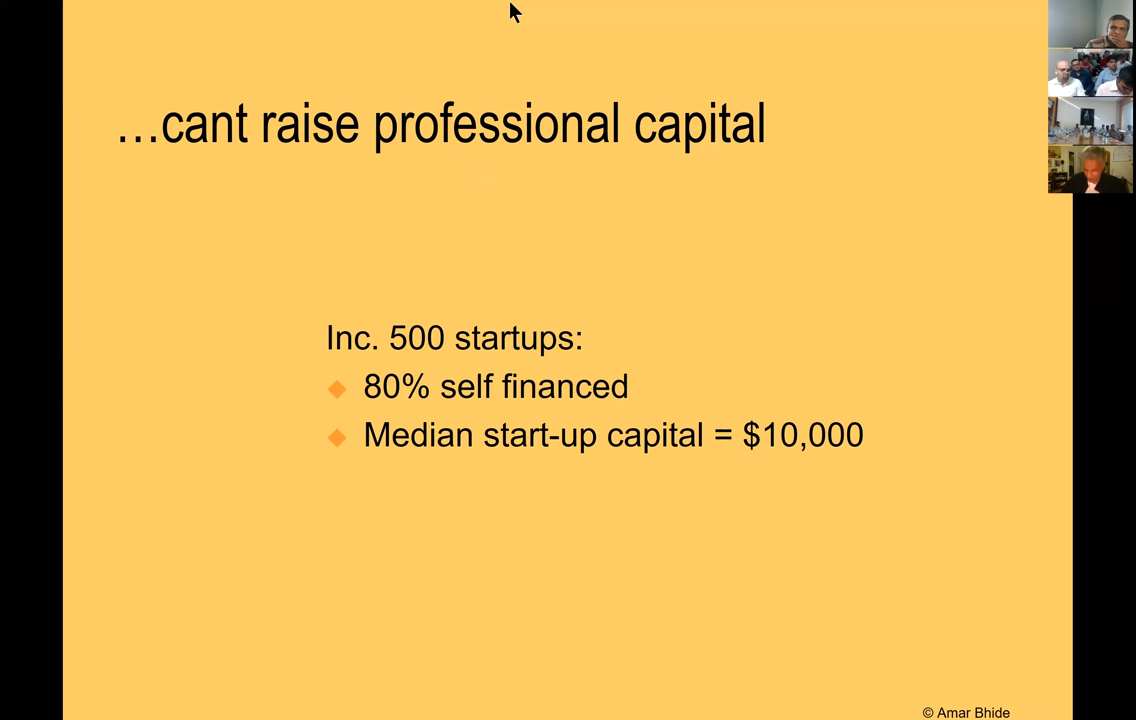 …cant raise professional capital
Inc. 500 startups:
80% self financed
Median start-up capital = $10,000
© Amar Bhide